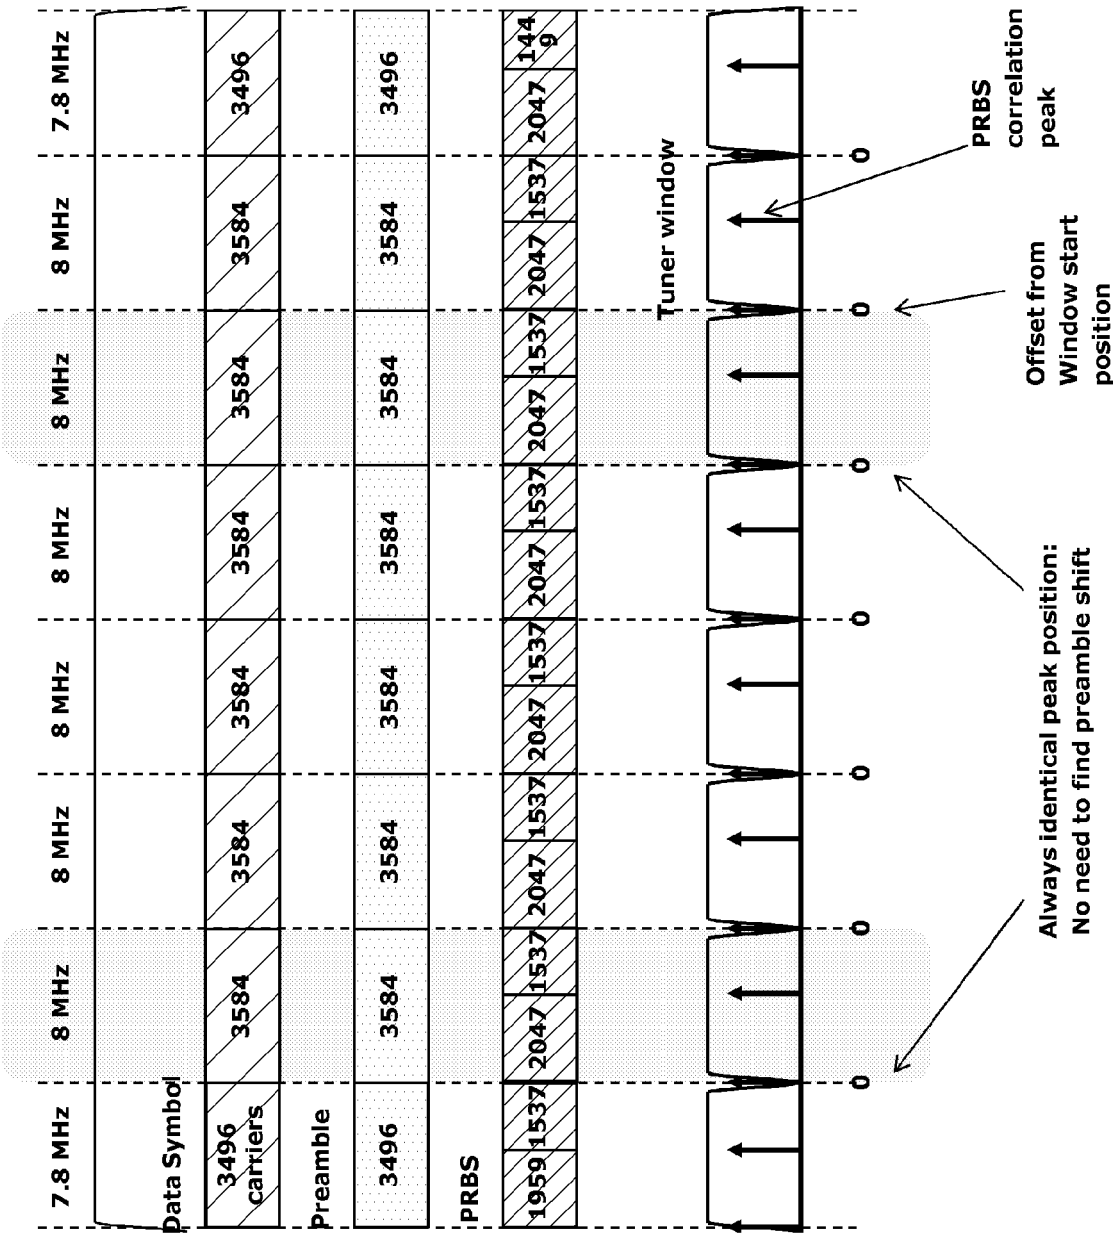 7.8 MHz
8 MHz
8 MHz
8 MHz
8 MHz
8 MHz
8 MHz
7.8 MHz
Data Symbol
3496
carriers
3584
3584
3584
3584
3584
3584
3496
Preamble
3496
3584
3584
3584
3584
3584
3584
3496
PRBS
1959
1537
2047
1537
2047
1537
2047
1537
2047
1537
2047
1537
2047
1537
2047
144
9
Tuner window
0
0
0
0
0
0
0
Always identical peak position:
No need to find preamble shift
Offset from
Window start
position
PRBS
correlation
peak